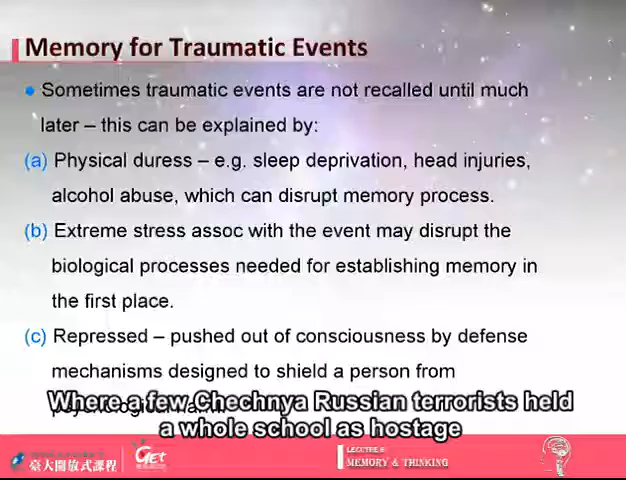 Memory for Traumatic Events
Sometimes traumatic events are not recalled until much
later – this can be explained by:
(a) Physical duress – e.g. sleep deprivation, head injuries,
alcohol abuse, which can disrupt memory process.
(b) Extreme stress assoc with the event may disrupt the
biological processes needed for establishing memory in
the first place.
(c) Repressed – pushed out of consciousness by defense
mechanisms designed to shield a person from
Where a few Chechnya Russian terrorists held
a whole school as hostage
臺大開放式課程
GET
LECTURE 6
MEMORY & THINKING